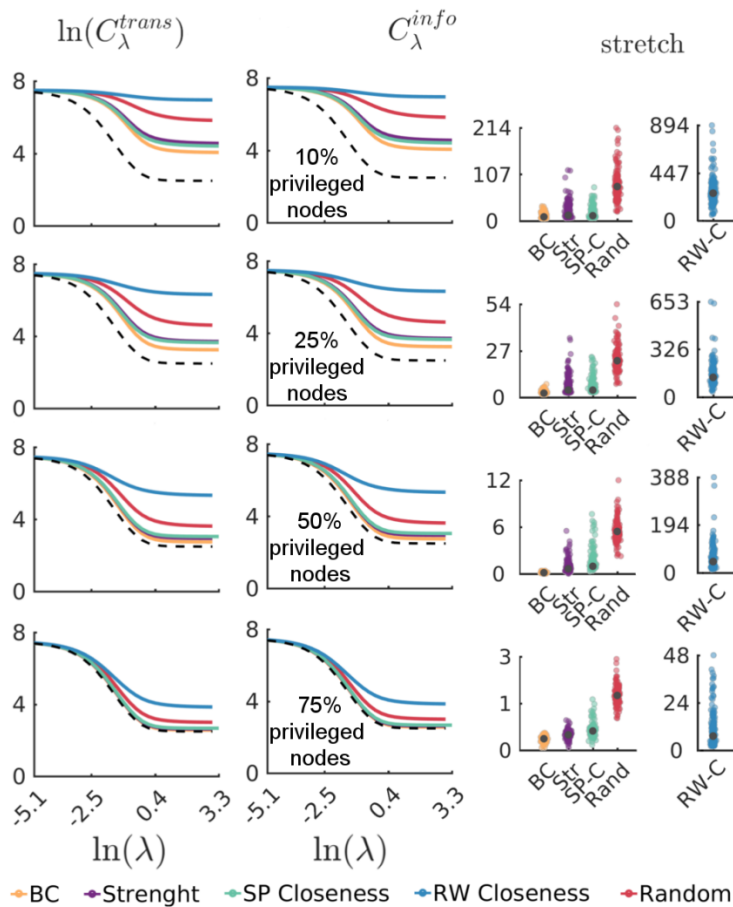 ln(C_λ^{trans}) C_λ^{info} stretch
8 4 0 8 4 0 10% privileged nodes 214 107 0 BC Str SP-C Rand 894 447 0 RW-C
8 4 0 8 4 0 25% privileged nodes 54 27 0 BC Str SP-C Rand 653 326 0 RW-C
8 4 0 8 4 0 50% privileged nodes 12 6 0 BC Str SP-C Rand 388 194 0 RW-C
8 4 0 8 4 0 75% privileged nodes 3 1 0 BC Str SP-C Rand 48 24 0 RW-C
-5.1 -2.5 0.4 3.3 -5.1 -2.5 0.4 3.3
ln(λ) ln(λ)
BC Strenght SP Closeness RW Closeness Random